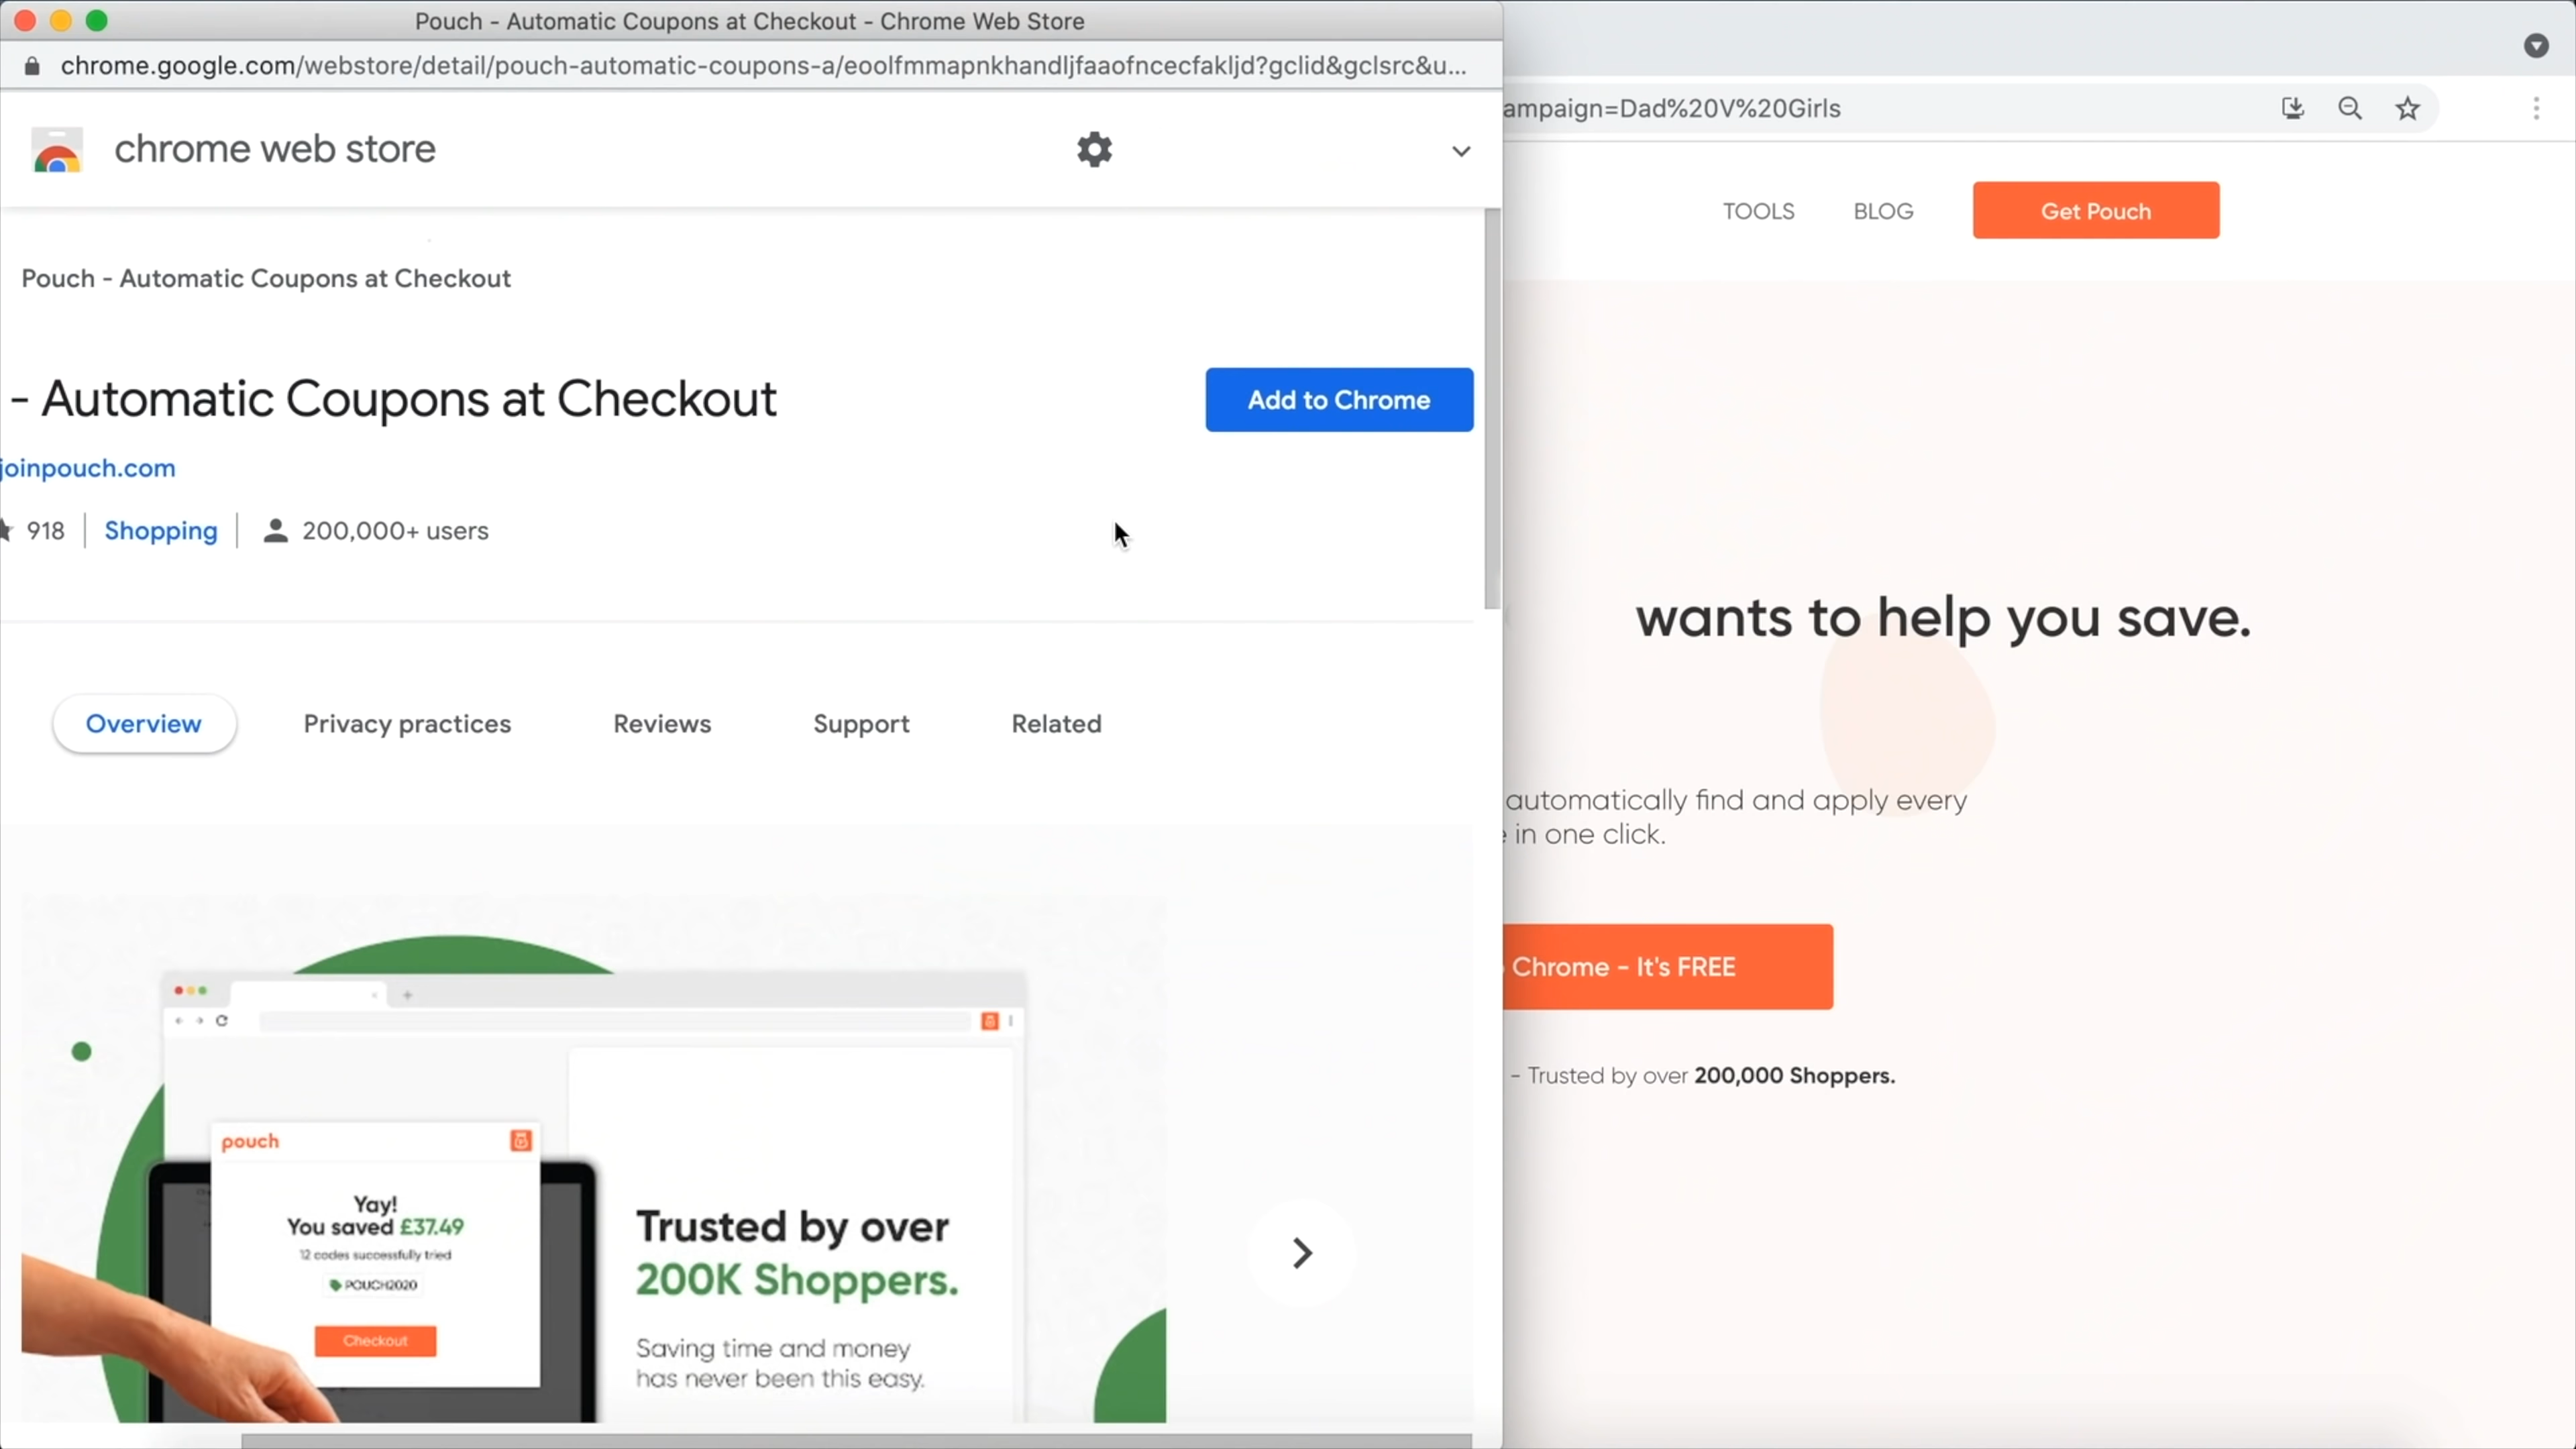 Pouch - Automatic Coupons at Checkout - Chrome Web Store
chrome.google.com/webstore/detail/pouch-automatic-coupons-a/eoolfmmapnkhandljfaaofncecfakljd?gclid&gclsrc&u...
chrome web store
Pouch - Automatic Coupons at Checkout
- Automatic Coupons at Checkout
Add to Chrome
joinpouch.com
918
Shopping
200,000+ users
Overview
Privacy practices
Reviews
Support
Related
pouch
Yay!
You saved £37.49
12 codes successfully tried
POUCH2020
Checkout
Trusted by over
200K Shoppers.
Saving time and money
has never been this easy.
ampaign=Dad%20V%20Girls
TOOLS
BLOG
Get Pouch
wants to help you save.
automatically find and apply every
in one click.
Chrome - It's FREE
- Trusted by over 200,000 Shoppers.